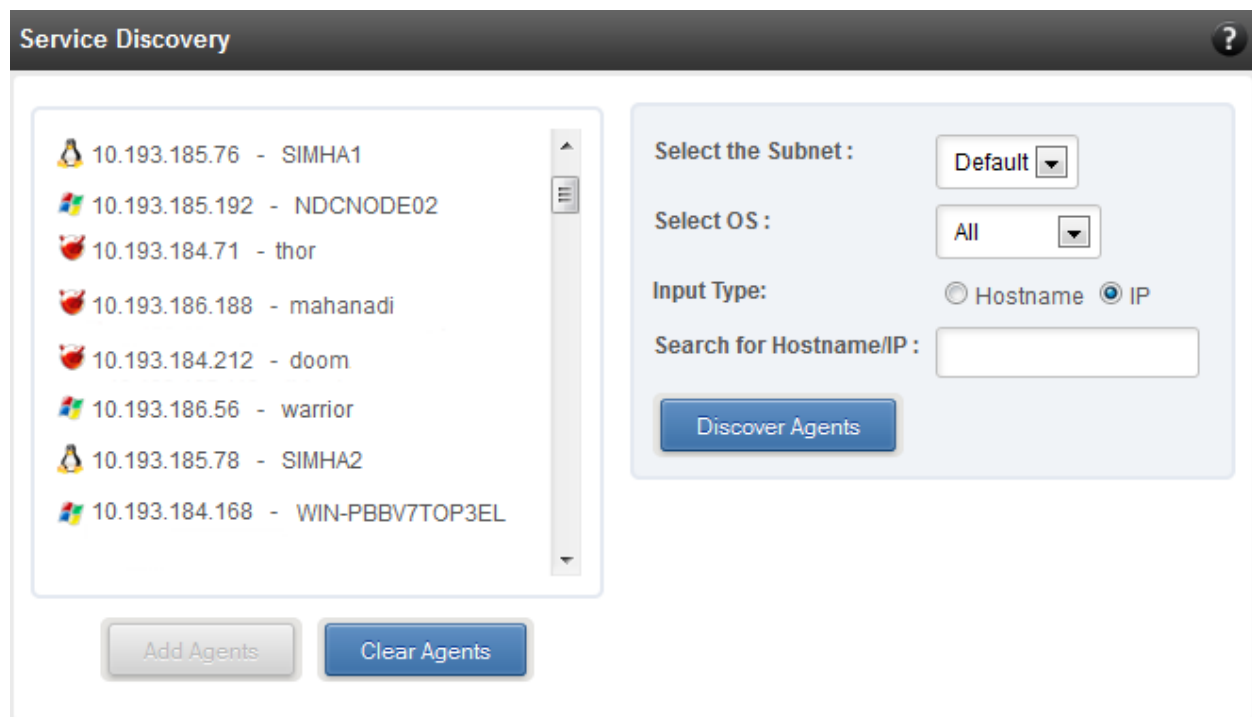 Service Discovery
?
10.193.185.76 - SIMHA1
10.193.185.192 - NDCNODE02
10.193.184.71 - thor
10.193.186.188 - mahanadi
10.193.184.212 - doom
10.193.186.56 - warrior
10.193.185.78 - SIMHA2
10.193.184.168 - WIN-PBBV7TOP3EL
Add Agents
Clear Agents
Select the Subnet :
Default
Select OS :
All
Input Type:
Hostname
IP
Search for Hostname/IP :
Discover Agents